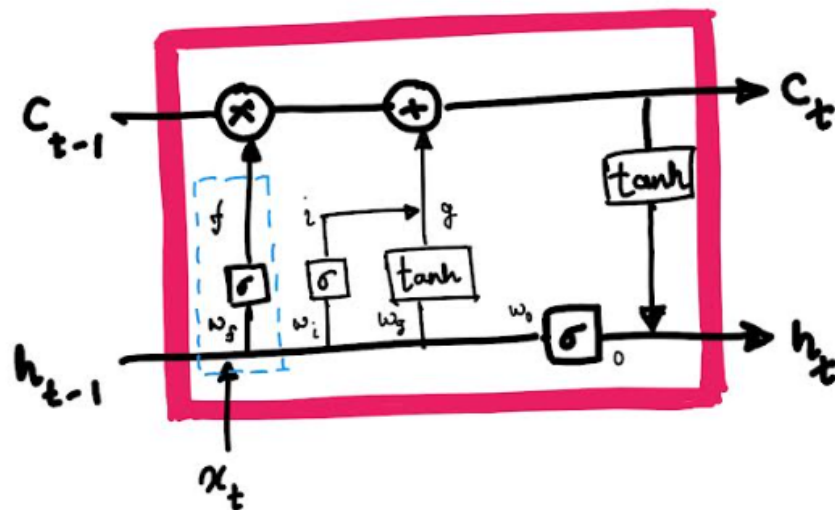 C_{t-1} × + C_t
tanh
f i g
σ σ tanh
W_f W_i W_g W_o σ o
h_{t-1} h_t
x_t